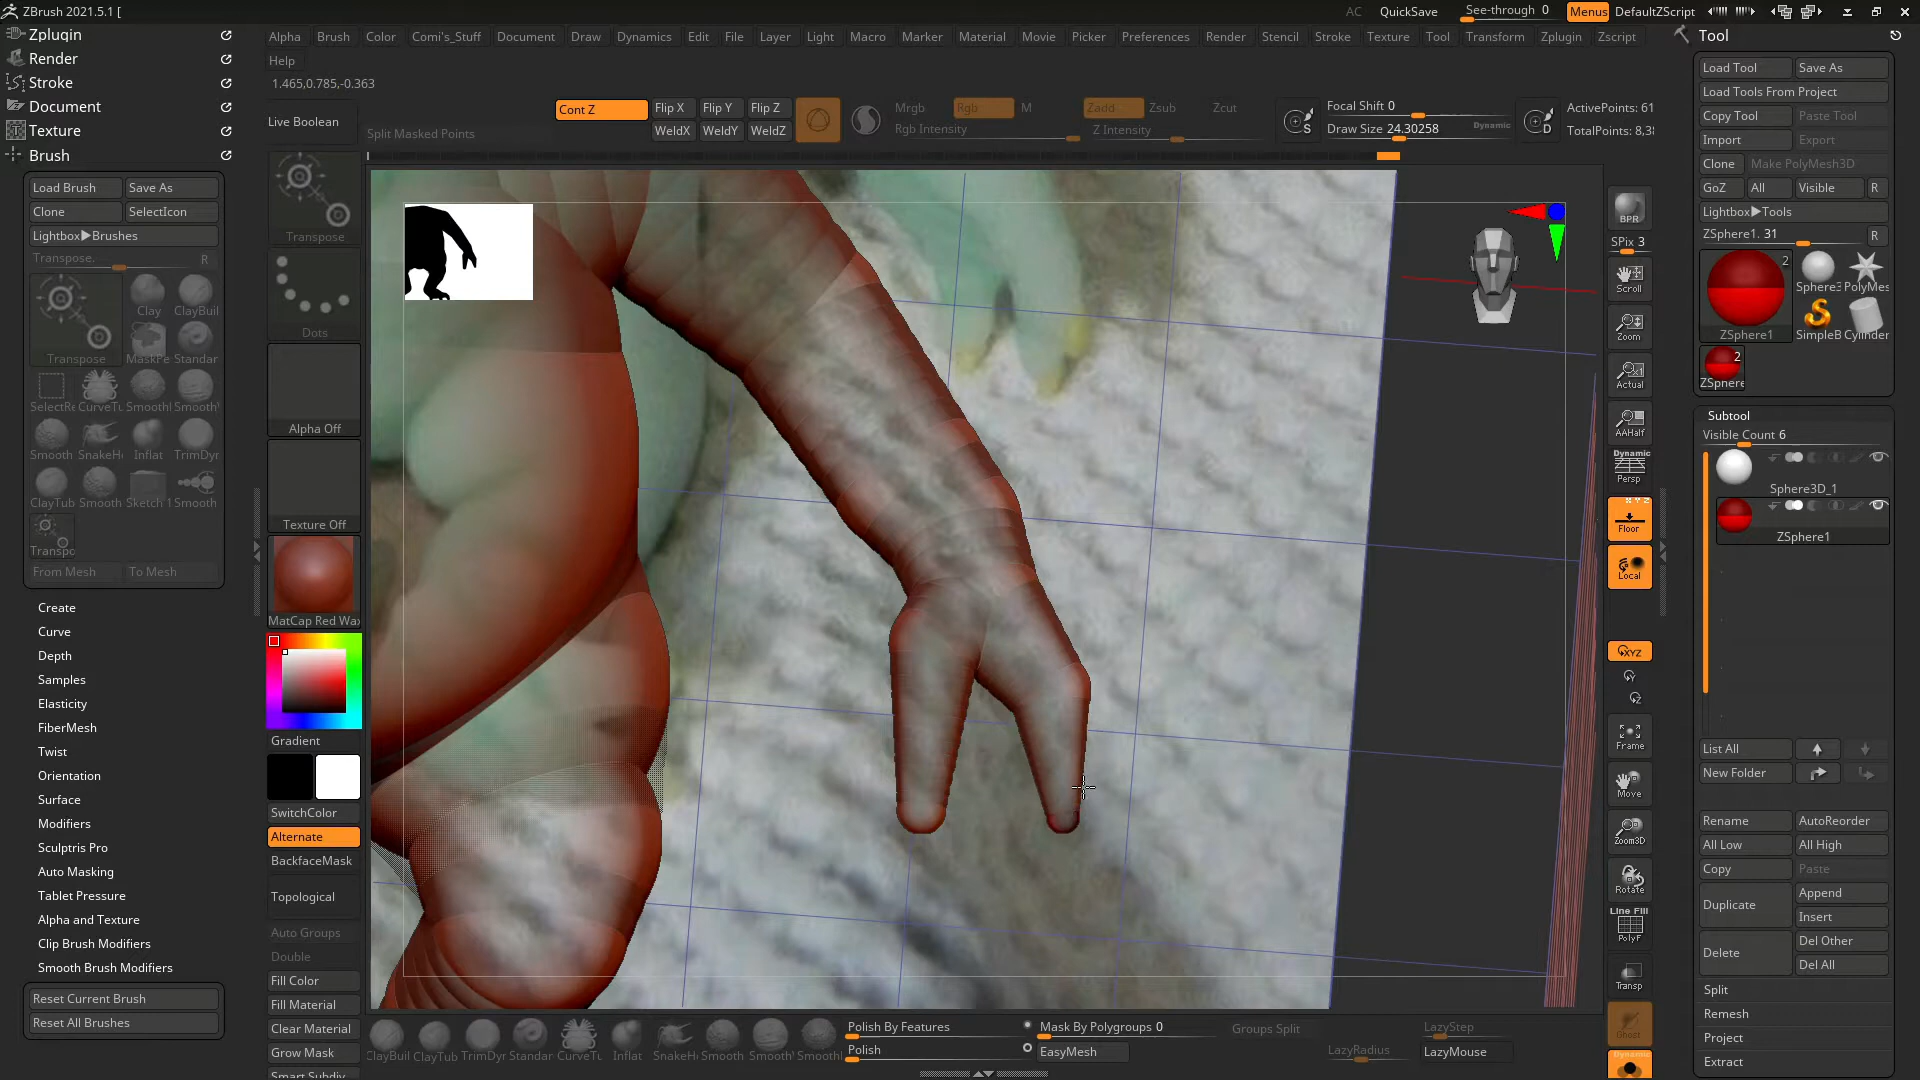 ZBrush 2021.5.1 [
AC
QuickSave
See-through 0
Menus
DefaultZScript
Zplugin
Render
Stroke
Document
Texture
Brush
Load Brush
Save As
Clone
SelectIcon
Lightbox▶Brushes
Transpose.
R
Clay
ClayBuil
Transpose
MaskPe
Standar
SelectRe
CurveTu
Smooth
Smooth
Smooth
SnakeHo
Inflat
TrimDyr
ClayTub
Smooth
Sketch 1
Smooth
Transpo
From Mesh
To Mesh
Create
Curve
Depth
Samples
Elasticity
FiberMesh
Twist
Orientation
Surface
Modifiers
Sculptris Pro
Auto Masking
Tablet Pressure
Alpha and Texture
Clip Brush Modifiers
Smooth Brush Modifiers
Reset Current Brush
Reset All Brushes
Alpha
Brush
Color
Comi's_Stuff
Document
Draw
Dynamics
Edit
File
Layer
Light
Macro
Marker
Material
Movie
Picker
Preferences
Render
Stencil
Stroke
Texture
Tool
Transform
Zplugin
Zscript
Help
1.465,0.785,-0.363
Live Boolean
Split Masked Points
Cont Z
Flip X
Flip Y
Flip Z
WeldX
WeldY
WeldZ
Mrgb
Rgb
M
Rgb Intensity
Zadd
Zsub
Zcut
Z Intensity
S
Focal Shift 0
Draw Size 24.30258
Dynamic
D
ActivePoints: 61
TotalPoints: 8,3
Transpose
Dots
Alpha Off
Texture Off
MatCap Red Wax
Gradient
SwitchColor
Alternate
BackfaceMask
Topological
Auto Groups
Double
Fill Color
Fill Material
Clear Material
Grow Mask
Smart Subdiv
ClayBuil
ClayTub
TrimDyr
Standar
CurveTu
Inflat
SnakeHo
Smooth
Smooth
Smooth
Polish By Features
Polish
Mask By Polygroups 0
EasyMesh
Groups Split
LazyRadius
LazyStep
LazyMouse
BPR
SPix 3
Scroll
Zoom
Actual
AAHalf
Dynamic
Persp
X Y Z
Floor
Local
XYZ
Y
Z
Frame
Move
Zoom3D
Rotate
Line Fill
PolyF
Transp
Ghost
Dynamic
Tool
Load Tool
Save As
Load Tools From Project
Copy Tool
Paste Tool
Import
Export
Clone
Make PolyMesh3D
GoZ
All
Visible
R
Lightbox▶Tools
ZSphere1. 31
R
2
ZSphere1
Sphere3
PolyMes
SimpleB
Cylinder
2
ZSphere
Subtool
Visible Count 6
Sphere3D_1
ZSphere1
List All
New Folder
Rename
AutoReorder
All Low
All High
Copy
Paste
Duplicate
Append
Insert
Delete
Del Other
Del All
Split
Remesh
Project
Extract